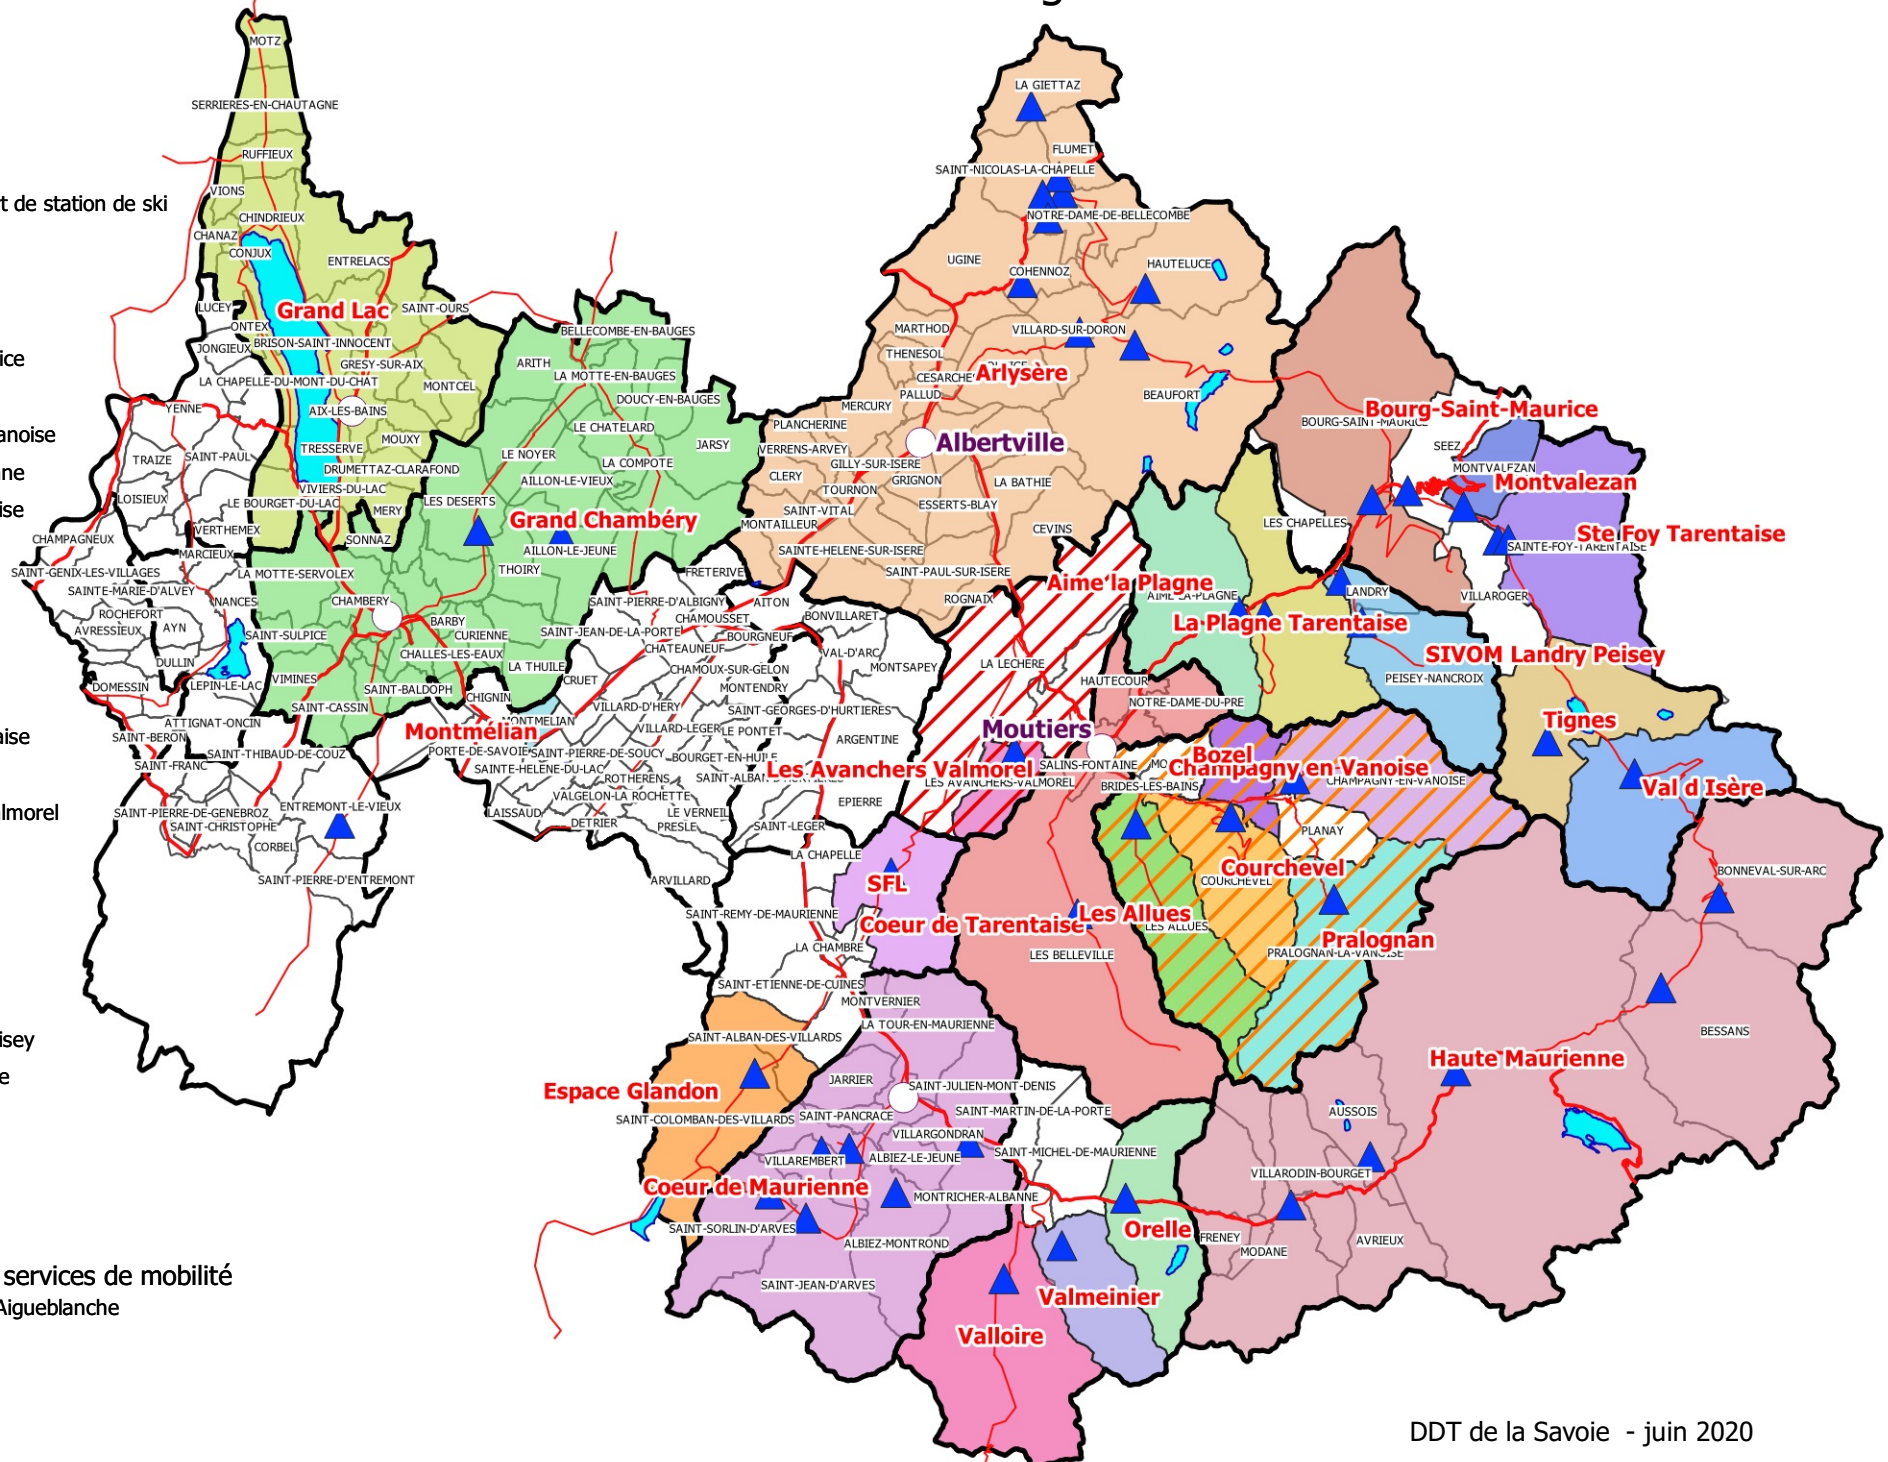 g
MOTZ
LA GIETTAZ
SERRIERES-EN-CHAUTAGNE
RUFFIEUX
FLUMET
SAINT-NICOLAS-LA-CHAPELLE
VIONS
t de station de ski
CHINDRIEUX
NOTRE-DAME-DE-BELLECOMBE
CHANAZ
CONJUX
ENTRELACS
UGINE
COHENNOZ
HAUTELUCE
LUCEY
Grand Lac
SAINT-OURS
ONTEX
BRISON-SAINT-INNOCENT
BELLECOMBE-EN-BAUGES
MARTHOD
VILLARD-SUR-DORON
JONGIEUX
ice
GRESY-SUR-AIX
ARITH
THENESOL
LA CHAPELLE-DU-MONT-DU-CHAT
MONTCEL
LA MOTTE-EN-BAUGES
CESARCHES
Arlysère
DOUCY-EN-BAUGES
PALLUD
BEAUFORT
YENNE
AIX-LES-BAINS
MERCURY
Bourg-Saint-Maurice
BOURG-SAINT-MAURICE
LE CHATELARD
PLANCHERINE
anoise
MOUXY
JARSY
Albertville
SEEZ
TRESSERVE
VERRENS-ARVEY
TRAIZE
SAINT-PAUL
LE NOYER
LA COMPOTE
GILLY-SUR-ISERE
MONTVALEZAN
nne
DRUMETTAZ-CLARAFOND
AILLON-LE-VIEUX
CLERY
GRIGNON
LA BATHIE
Montvalezan
VIVIERS-DU-LAC
TOURNON
LOISIEUX
LE BOURGET-DU-LAC
LES DESERTS
ESSERTS-BLAY
ise
MERY
SAINT-VITAL
Grand Chambéry
MONTAILLEUR
LES CHAPELLES
VERTHEMEX
CEVINS
Ste Foy Tarentaise
CHAMPAGNEUX
SONNAZ
AILLON-LE-JEUNE
SAINTE-HELENE-SUR-ISERE
SAINTE-FOY-TARENTAISE
MARCIEUX
SAINT-GENIX-LES-VILLAGES
LA MOTTE-SERVOLEX
THOIRY
FRETERIVE
SAINT-PAUL-SUR-ISERE
Aime la Plagne
AIME-LA-PLAGNE
SAINTE-MARIE-D'ALVEY
LANDRY
VILLAROGER
NANCES
CHAMBERY
SAINT-PIERRE-D'ALBIGNY
AITON
ROGNAIX
ROCHEFORT
BARBY
CHAMOUSSET
BONVILLARET
La Plagne Tarentaise
AVRESSIEUX
AYN
SAINT-SULPICE
CURIENNE
SAINT-JEAN-DE-LA-PORTE
BOURGNEUF
CHATEAUNEUF
VAL-D'ARC
CHALLES-LES-EAUX
SIVOM Landry Peisey
DULLIN
LA THUILE
CHAMOUX-SUR-GELON
MONTSAPEY
LA LECHERE
DOMESSIN
LEPIN-LE-LAC
VIMINES
SAINT-BALDOPH
CRUET
MONTENDRY
HAUTECOUR
PEISEY-NANCROIX
CHIGNIN
SAINT-CASSIN
VILLARD-D'HERY
SAINT-GEORGES-D'HURTIERES
NOTRE-DAME-DU-PRE
ATTIGNAT-ONCIN
MONTMELIAN
Montmélian
VILLARD-LEGER
LE PONTET
Moutiers
Tignes
aise
SAINT-BERON
ARGENTINE
SAINT-THIBAUD-DE-COUZ
PORTE-DE-SAVOIE
SAINT-PIERRE-DE-SOUCY
BOURGET-EN-HUILE
Bozel
SAINT-FRANC
SAINTE-HELENE-DU-LAC
Les Avanchers Valmorel
SALINS-FONTAINE
Champagny en-Vanoise
CHAMPAGNY-EN-VANOISE
ROTHERENS
LES AVANCHERS-VALMOREL
BRIDES-LES-BAINS
Val d Isère
VALGELON-LA ROCHETTE
EPIERRE
almorel
SAINT-PIERRE-DE-GENEBROZ
ENTREMONT-LE-VIEUX
LAISSAUD
LE VERNEIL
SAINT-CHRISTOPHE
DETRIER
PRESLE
SAINT-LEGER
PLANAY
CORBEL
LA CHAPELLE
SAINT-PIERRE-D'ENTREMONT
ARVILLARD
SFL
Courchevel
COURCHEVEL
BONNEVAL-SUR-ARC
SAINT-REMY-DE-MAURIENNE
Coeur de Tarentaise
Les Allues
LES ALLUES
LA CHAMBRE
LES BELLEVILLE
Pralognan
PRALOGNAN-LA-VANOISE
SAINT-ETIENNE-DE-CUINES
MONTVERNIER
LA TOUR-EN-MAURIENNE
BESSANS
isey
SAINT-ALBAN-DES-VILLARDS
Haute Maurienne
e
JARRIER
SAINT-JULIEN-MONT-DENIS
Espace Glandon
SAINT-COLOMBAN-DES-VILLARDS
SAINT-PANCRACE
SAINT-MARTIN-DE-LA-PORTE
AUSSOIS
VILLARGONDRAN
VILLAREMBERT
ALBIEZ-LE-JEUNE
SAINT-MICHEL-DE-MAURIENNE
VILLARODIN-BOURGET
Coeur de Maurienne
MONTRICHER-ALBANNE
SAINT-SORLIN-D'ARVES
Orelle
FRENEY
ALBIEZ-MONTROND
MODANE
AVRIEUX
services de mobilité
SAINT-JEAN-D'ARVES
Valmeinier
Aigueblanche
Valloire
DDT de la Savoie - juin 2020